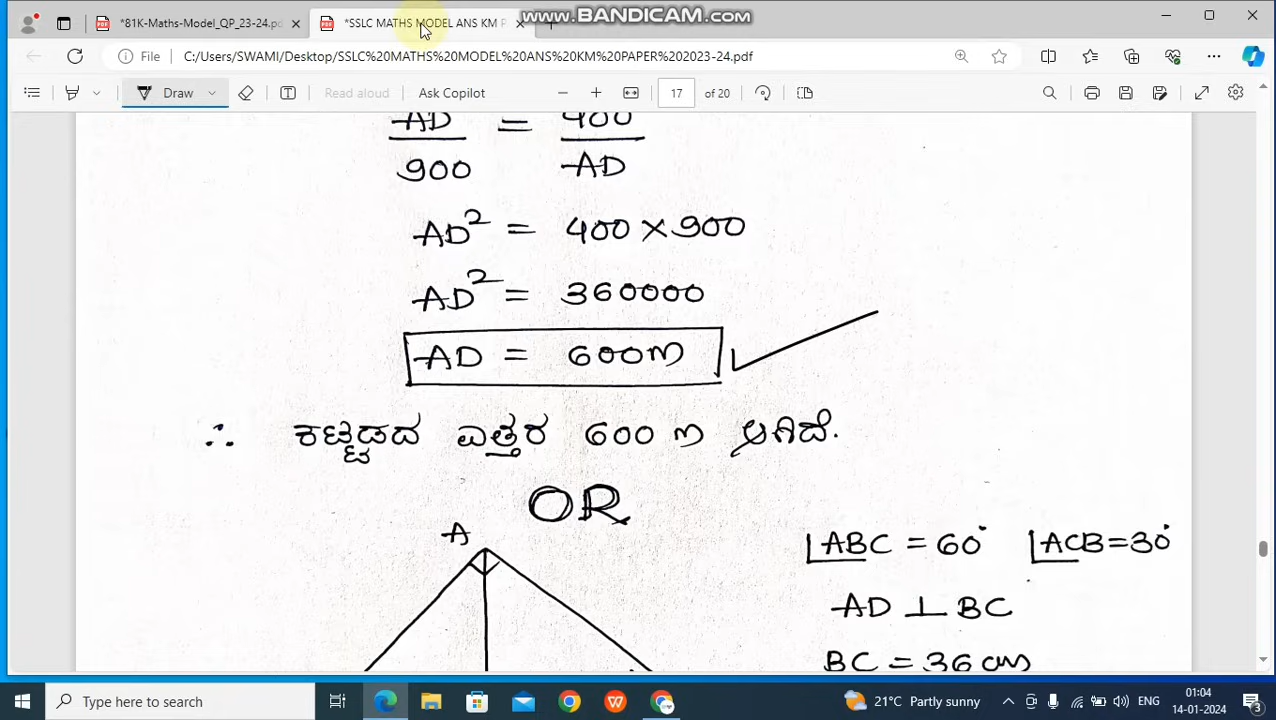 www.BANDICAM.com
*81K-Maths-Model_QP_23-24.pd
*SSLC MATHS MODEL ANS KM P
File
C:/Users/SWAMI/Desktop/SSLC%20MATHS%20MODEL%20ANS%20KM%20PAPER%202023-24.pdf
Draw
Read aloud
Ask Copilot
17
of 20
AD/900 = 400/AD
AD² = 400 × 900
AD² = 360000
AD = 600m
∴ ಕಟ್ಟಡದ ಎತ್ತರ 600 m ಆಗಿದೆ.
OR
A
∠ABC = 60° ∠ACB = 30°
AD ⊥ BC
BC = 36 cm
Type here to search
21°C Partly sunny
ENG
01:04
14-01-2024
3